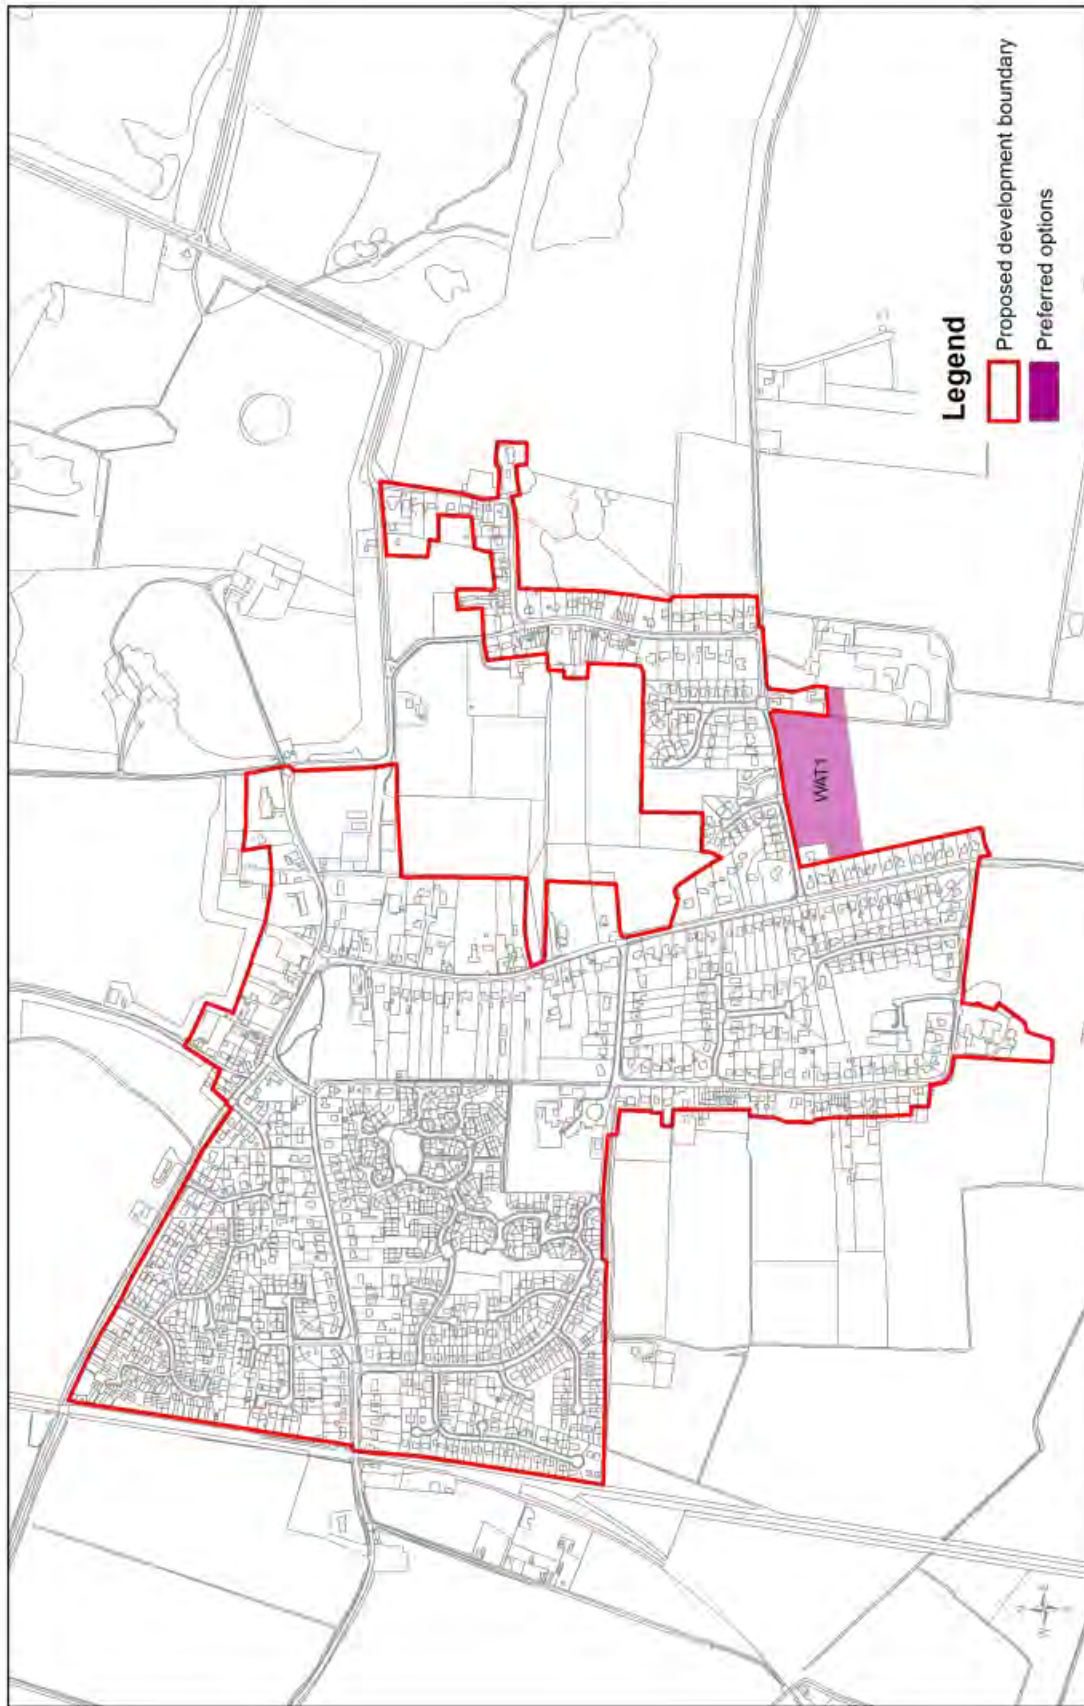 WAT1
Legend
Proposed development boundary
Preferred options
N
W
E
S